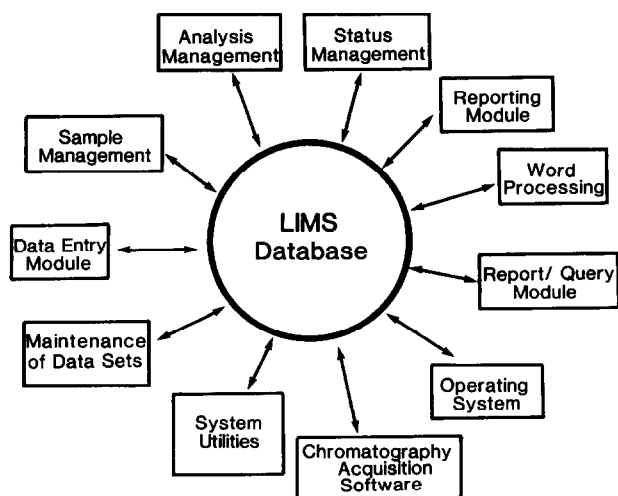 Analysis
Management
Status
Management
Reporting
Module
Sample
Management
Word
Processing
LIMS
Database
Data Entry
Module
Report/ Query
Module
Maintenance
of Data Sets
Operating
System
System
Utilities
Chromatography
Acquisition
Software